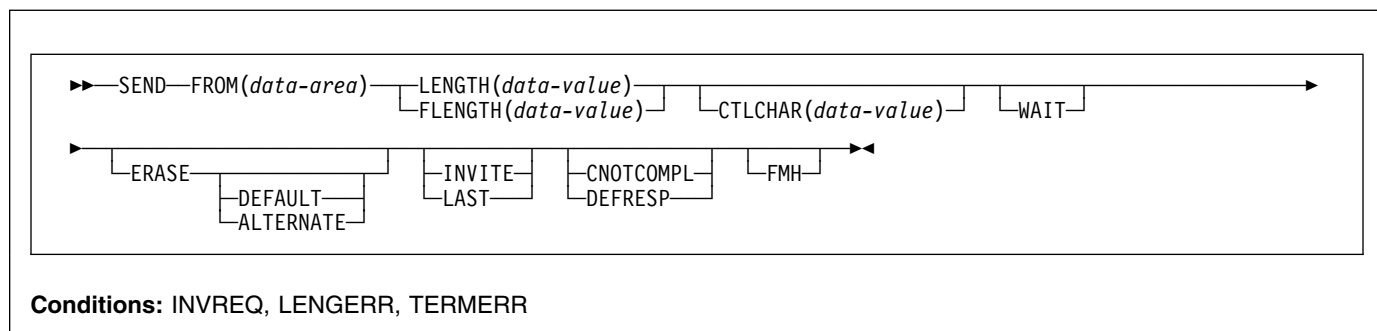 SEND FROM(data-area) LENGTH(data-value) CTLCHAR(data-value) WAIT
FLENGTH(data-value)
ERASE DEFAULT ALTERNATE INVITE LAST CNOTCOMPL DEFRESP FMH
Conditions: INVREQ, LENGERR, TERMERR